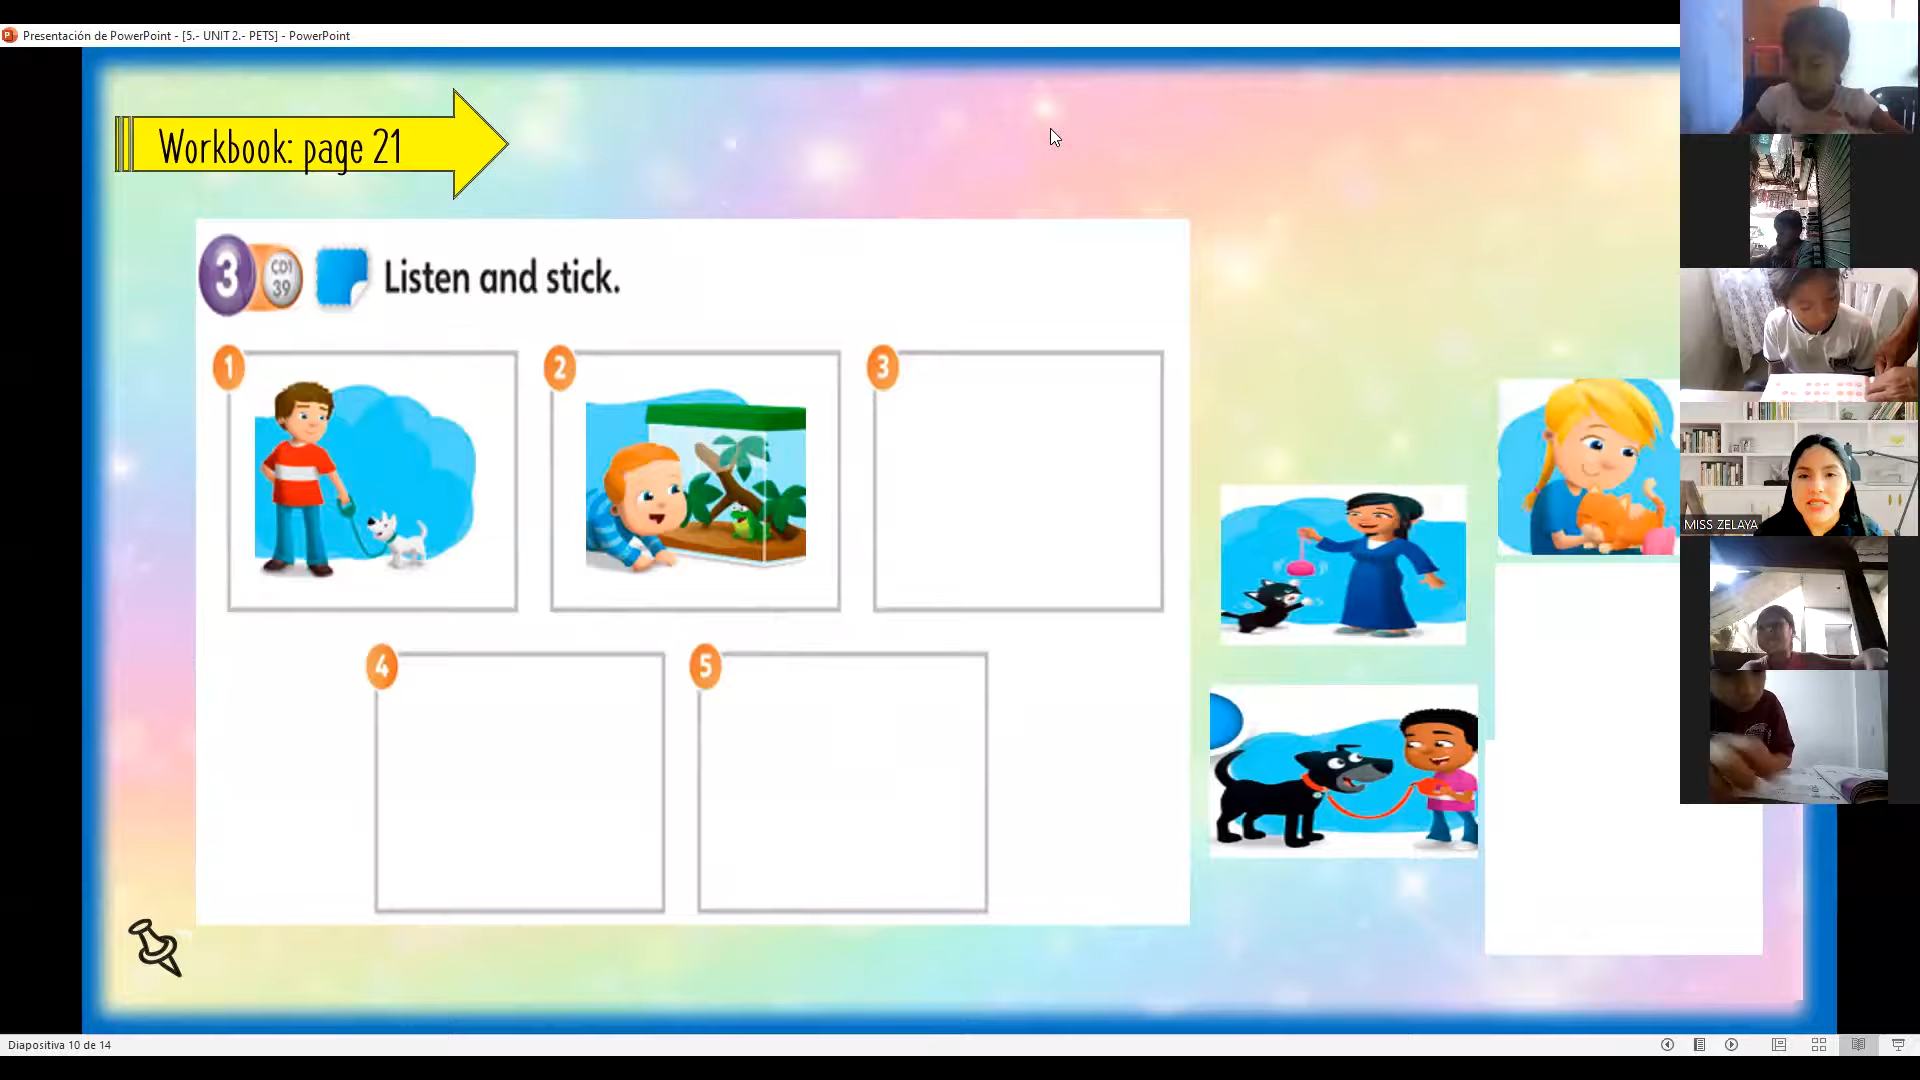 Presentación de PowerPoint - [5.- UNIT 2.- PETS] - PowerPoint
Workbook: page 21
3 CD1 39 Listen and stick.
1 2 3
4 5
MISS ZELAYA
Diapositiva 10 de 14